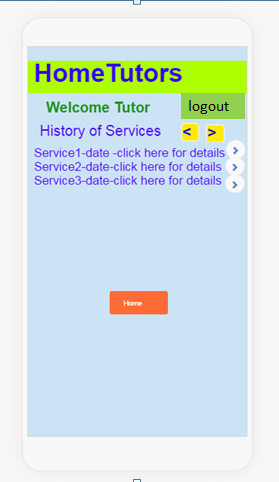 HomeTutors
Welcome Tutor logout
History of Services < >
Service1-date -click here for details >
Service2-date-click here for details >
Service3-date-click here for details >
Home